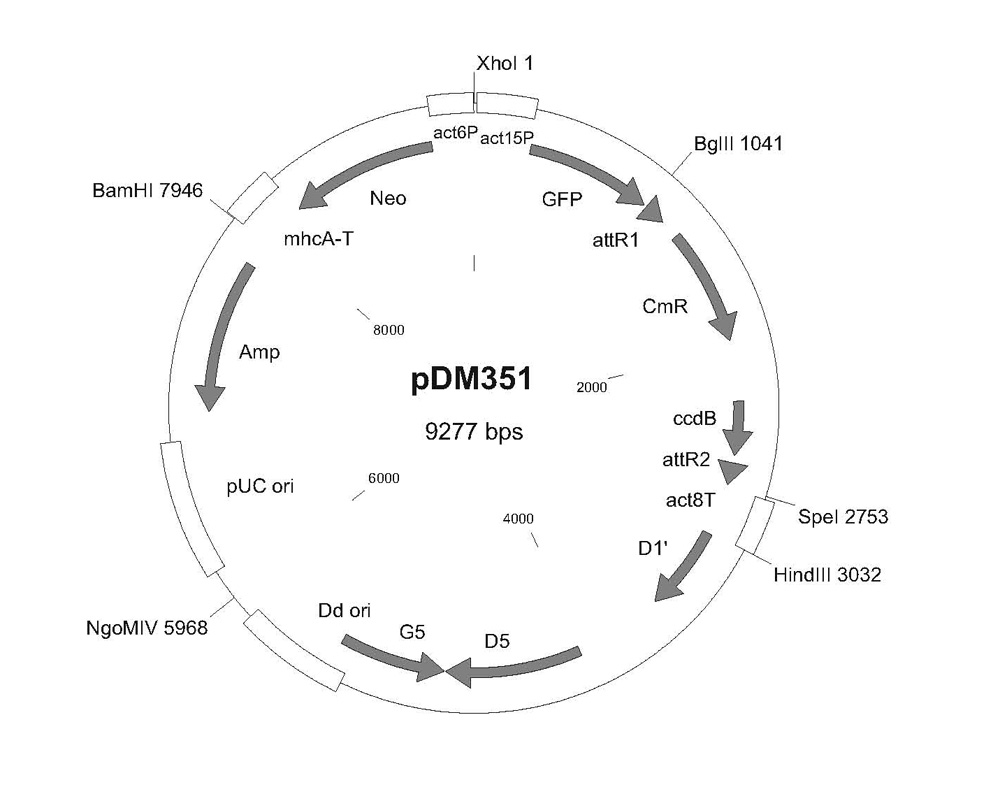 XhoI 1
act6P
act15P
BglII 1041
BamHI 7946
Neo
GFP
mhcA-T
attR1
CmR
8000
Amp
pDM351
2000
9277 bps
ccdB
attR2
6000
pUC ori
act8T
SpeI 2753
4000
D1'
HindIII 3032
Dd ori
NgoMIV 5968
G5
D5